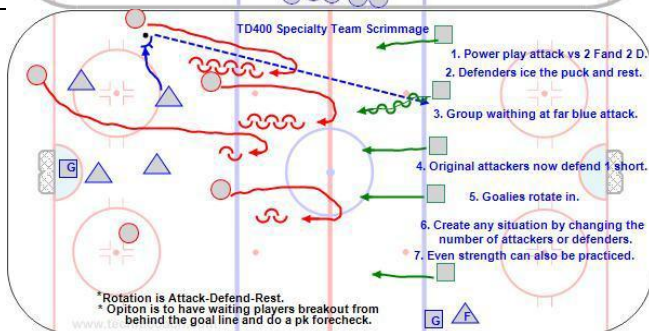 TD400 Specialty Team Scrimmage
1. Power play attack vs 2 Fand 2 D.
2. Defenders ice the puck and rest.
3. Group waithing at far blue attack.
4. Original attackers now defend 1 short.
5. Goalies rotate in.
6. Create any situation by changing the
number of attackers or defenders.
7. Even strength can also be practiced.
G
*Rotation is Attack-Defend-Rest.
* Opiton is to have waiting players breakout from
behind the goal line and do a pk forecheck.
G
F